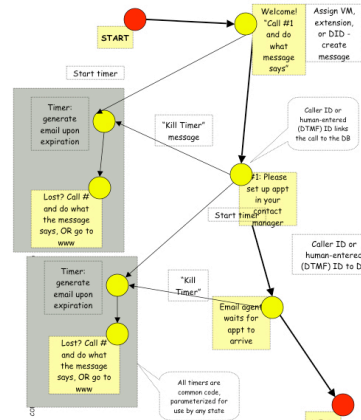 START
Welcome!
"Call #1
and do
what
message
says"
Assign VM,
extension,
or DID -
create
message
Start timer
Timer:
generate
email upon
expiration
"Kill Timer"
message
Caller ID or
human-entered
(DTMF) ID links
the call to the DB
Lost? Call #
and do what
the message
says, OR go to
www
#1: Please
set up appt
in your
contact
manager
Start timer
Caller ID or
human-entered
(DTMF) ID to D
Timer:
generate
email upon
expiration
"Kill
Timer"
Email agent
waits for
appt to
arrive
Lost? Call #
and do what
the message
says, OR go to
www
All timers are
common code,
parameterized for
use by any state